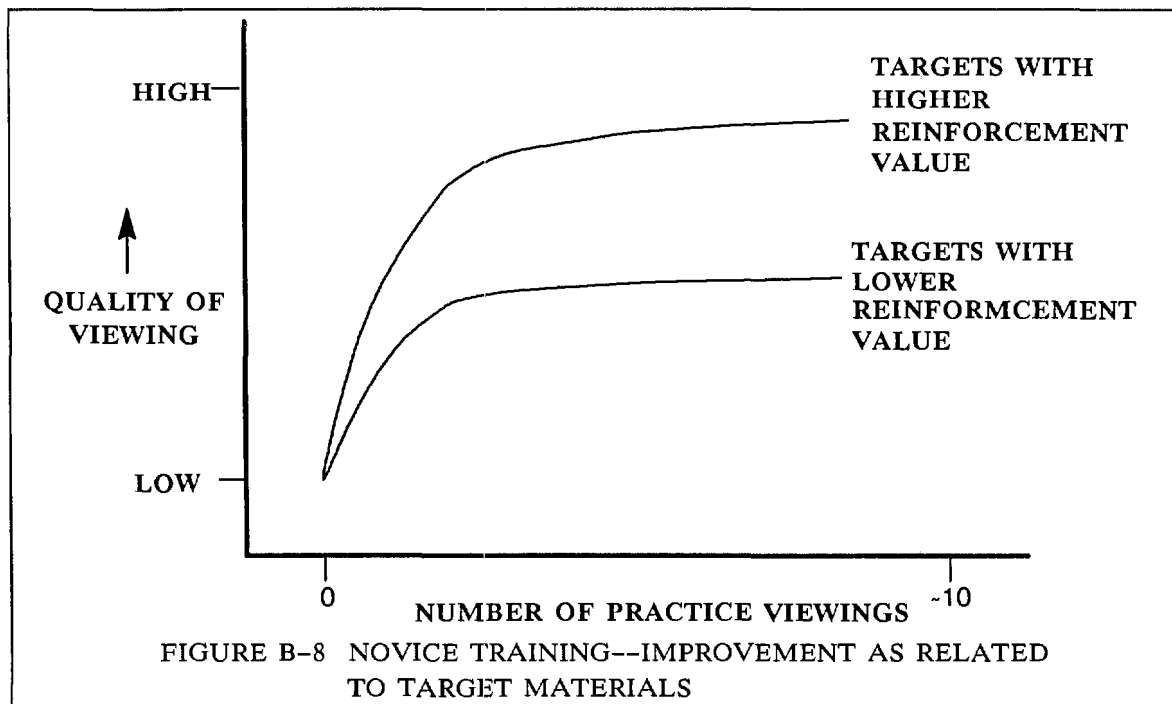 HIGH
TARGETS WITH
HIGHER
REINFORCEMENT
VALUE
QUALITY OF
VIEWING
TARGETS WITH
LOWER
REINFORMCEMENT
VALUE
LOW
0
~10
NUMBER OF PRACTICE VIEWINGS
FIGURE B-8 NOVICE TRAINING--IMPROVEMENT AS RELATED
TO TARGET MATERIALS